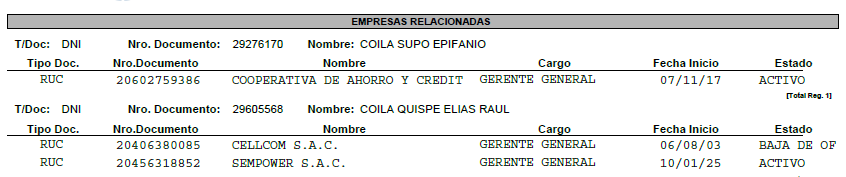 EMPRESAS RELACIONADAS
T/Doc: DNI Nro. Documento: 29276170 Nombre: COILA SUPO EPIFANIO
Tipo Doc. Nro.Documento Nombre Cargo Fecha Inicio Estado
RUC 20602759386 COOPERATIVA DE AHORRO Y CREDIT GERENTE GENERAL 07/11/17 ACTIVO
[Total Reg. 1]
T/Doc: DNI Nro. Documento: 29605568 Nombre: COILA QUISPE ELIAS RAUL
Tipo Doc. Nro.Documento Nombre Cargo Fecha Inicio Estado
RUC 20406380085 CELLCOM S.A.C. GERENTE GENERAL 06/08/03 BAJA DE OF
RUC 20456318852 SEMPOWER S.A.C. GERENTE GENERAL 10/01/25 ACTIVO